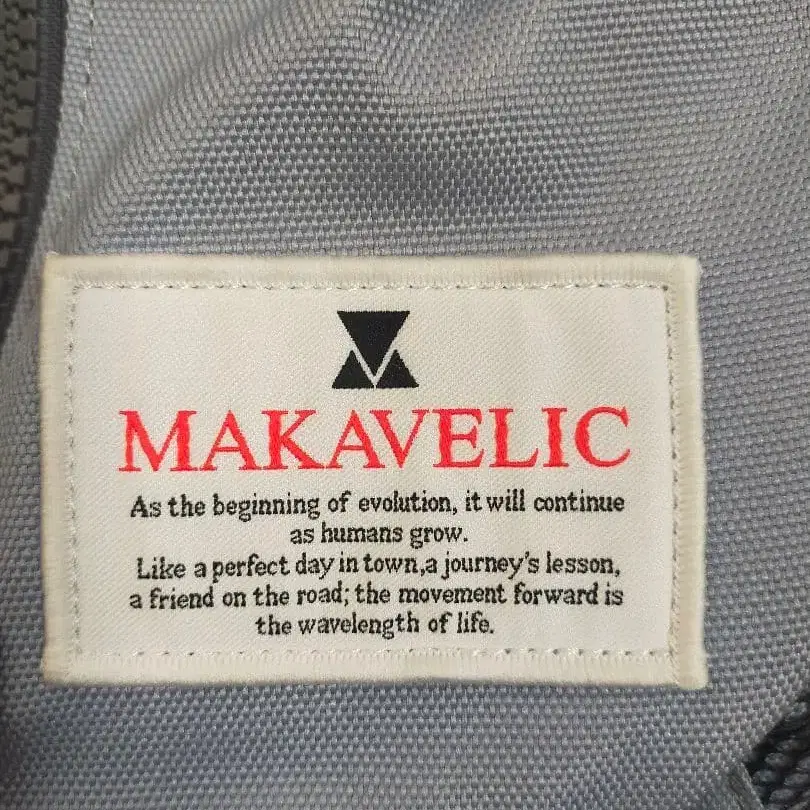 MAKAVELIC
As the beginning of evolution, it will continue
as humans grow.
Like a perfect day in town,a journey's lesson,
a friend on the road; the movement forward is
the wavelength of life.